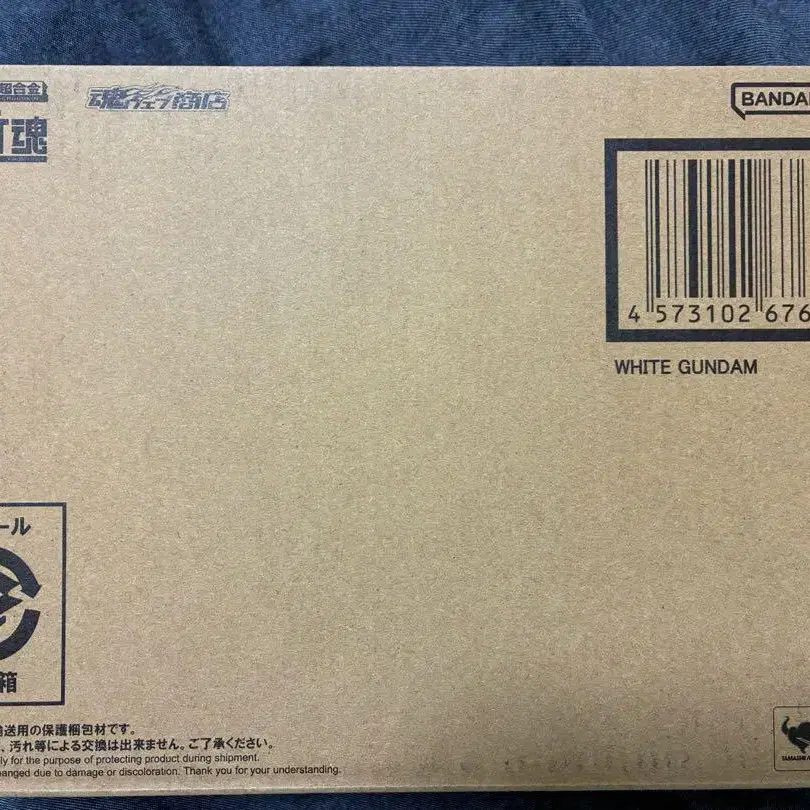 超合金
魂
魂ウェブ商店
BANDAI
4 573102 676
WHITE GUNDAM
ール
箱
送用の保護梱包材です。
、汚れ等による交換は出来ません。ご了承ください。
ly for the purpose of protecting product during shipment.
anged due to damage or discoloration. Thank you for your understanding.